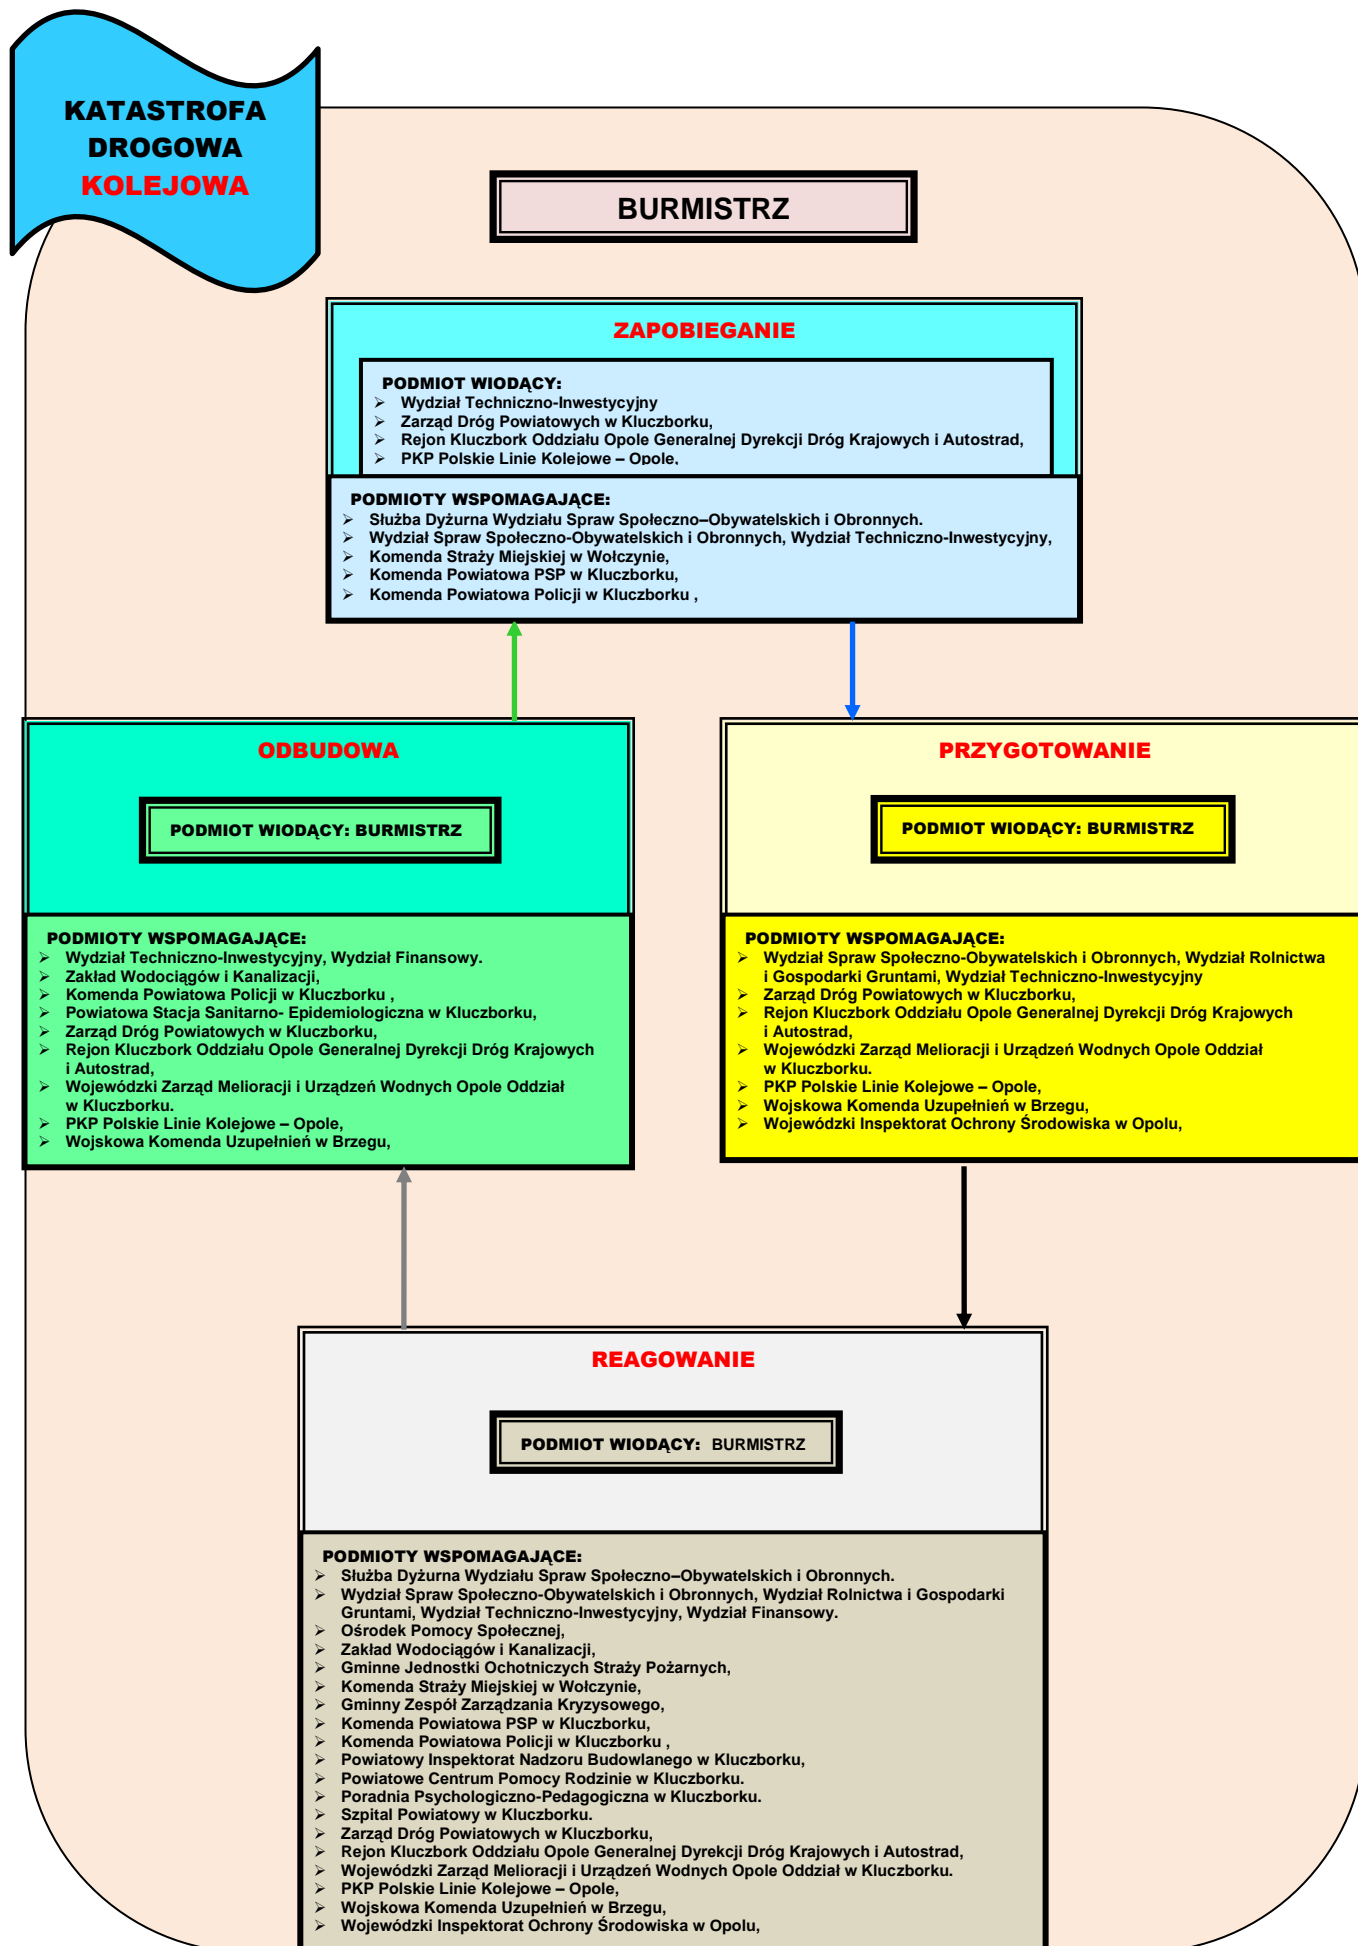 KATASTROFA
DROGOWA
KOLEJOWA
BURMISTRZ
ZAPOBIEGANIE
PODMIOT WIODĄCY:
➢ Wydział Techniczno-Inwestycyjny
➢ Zarząd Dróg Powiatowych w Kluczborku,
➢ Rejon Kluczbork Oddziału Opole Generalnej Dyrekcji Dróg Krajowych i Autostrad,
➢ PKP Polskie Linie Kolejowe – Opole,
PODMIOTY WSPOMAGAJĄCE:
➢ Służba Dyżurna Wydziału Spraw Społeczno–Obywatelskich i Obronnych.
➢ Wydział Spraw Społeczno-Obywatelskich i Obronnych, Wydział Techniczno-Inwestycyjny,
➢ Komenda Straży Miejskiej w Wołczynie,
➢ Komenda Powiatowa PSP w Kluczborku,
➢ Komenda Powiatowa Policji w Kluczborku ,
ODBUDOWA
PODMIOT WIODĄCY: BURMISTRZ
PODMIOTY WSPOMAGAJĄCE:
➢ Wydział Techniczno-Inwestycyjny, Wydział Finansowy.
➢ Zakład Wodociągów i Kanalizacji,
➢ Komenda Powiatowa Policji w Kluczborku ,
➢ Powiatowa Stacja Sanitarno- Epidemiologiczna w Kluczborku,
➢ Zarząd Dróg Powiatowych w Kluczborku,
➢ Rejon Kluczbork Oddziału Opole Generalnej Dyrekcji Dróg Krajowych
i Autostrad,
➢ Wojewódzki Zarząd Melioracji i Urządzeń Wodnych Opole Oddział
w Kluczborku.
➢ PKP Polskie Linie Kolejowe – Opole,
➢ Wojskowa Komenda Uzupełnień w Brzegu,
PRZYGOTOWANIE
PODMIOT WIODĄCY: BURMISTRZ
PODMIOTY WSPOMAGAJĄCE:
➢ Wydział Spraw Społeczno-Obywatelskich i Obronnych, Wydział Rolnictwa
i Gospodarki Gruntami, Wydział Techniczno-Inwestycyjny
➢ Zarząd Dróg Powiatowych w Kluczborku,
➢ Rejon Kluczbork Oddziału Opole Generalnej Dyrekcji Dróg Krajowych
i Autostrad,
➢ Wojewódzki Zarząd Melioracji i Urządzeń Wodnych Opole Oddział
w Kluczborku.
➢ PKP Polskie Linie Kolejowe – Opole,
➢ Wojskowa Komenda Uzupełnień w Brzegu,
➢ Wojewódzki Inspektorat Ochrony Środowiska w Opolu,
REAGOWANIE
PODMIOT WIODĄCY: BURMISTRZ
PODMIOTY WSPOMAGAJĄCE:
➢ Służba Dyżurna Wydziału Spraw Społeczno–Obywatelskich i Obronnych.
➢ Wydział Spraw Społeczno-Obywatelskich i Obronnych, Wydział Rolnictwa i Gospodarki
Gruntami, Wydział Techniczno-Inwestycyjny, Wydział Finansowy.
➢ Ośrodek Pomocy Społecznej,
➢ Zakład Wodociągów i Kanalizacji,
➢ Gminne Jednostki Ochotniczych Straży Pożarnych,
➢ Komenda Straży Miejskiej w Wołczynie,
➢ Gminny Zespół Zarządzania Kryzysowego,
➢ Komenda Powiatowa PSP w Kluczborku,
➢ Komenda Powiatowa Policji w Kluczborku ,
➢ Powiatowy Inspektorat Nadzoru Budowlanego w Kluczborku,
➢ Powiatowe Centrum Pomocy Rodzinie w Kluczborku.
➢ Poradnia Psychologiczno-Pedagogiczna w Kluczborku.
➢ Szpital Powiatowy w Kluczborku.
➢ Zarząd Dróg Powiatowych w Kluczborku,
➢ Rejon Kluczbork Oddziału Opole Generalnej Dyrekcji Dróg Krajowych i Autostrad,
➢ Wojewódzki Zarząd Melioracji i Urządzeń Wodnych Opole Oddział w Kluczborku.
➢ PKP Polskie Linie Kolejowe – Opole,
➢ Wojskowa Komenda Uzupełnień w Brzegu,
➢ Wojewódzki Inspektorat Ochrony Środowiska w Opolu,